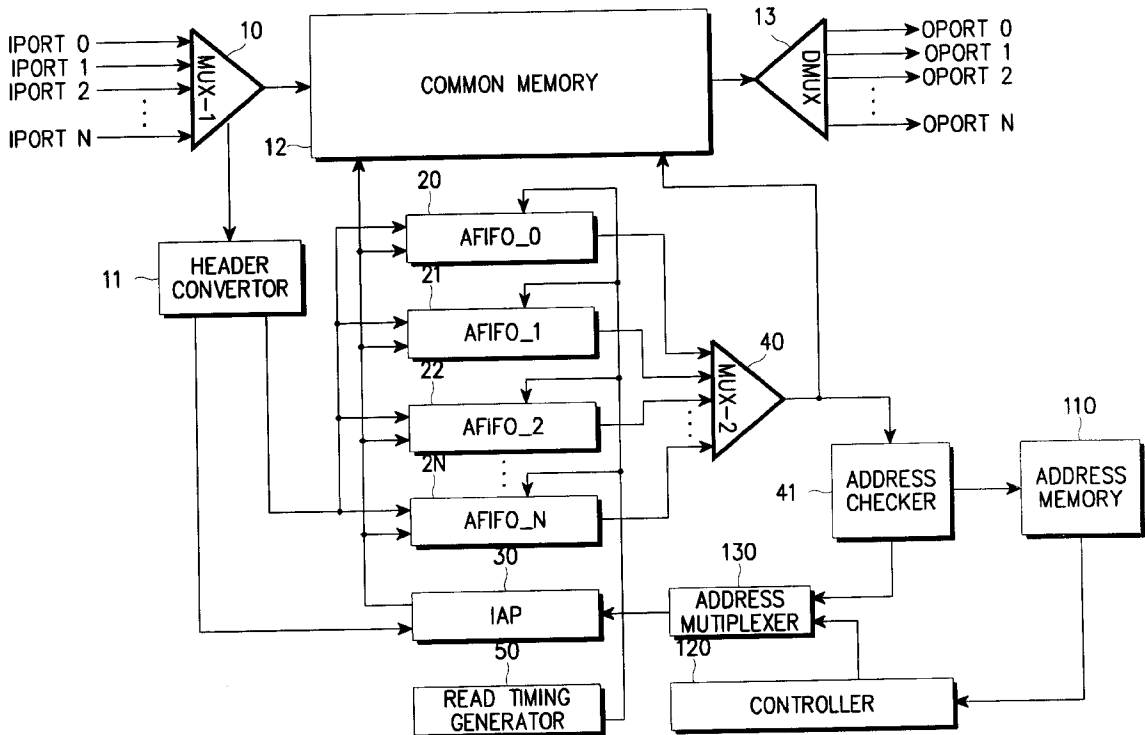 IPORT 0
IPORT 1
IPORT 2
IPORT N
10
MUX-1
COMMON MEMORY
12
13
DMUX
OPORT 0
OPORT 1
OPORT 2
OPORT N
11
HEADER
CONVERTOR
20
AFIFO_0
21
AFIFO_1
22
AFIFO_2
2N
AFIFO_N
40
MUX-2
41
ADDRESS
CHECKER
110
ADDRESS
MEMORY
30
IAP
130
ADDRESS
MUTIPLEXER
50
READ TIMING
GENERATOR
120
CONTROLLER